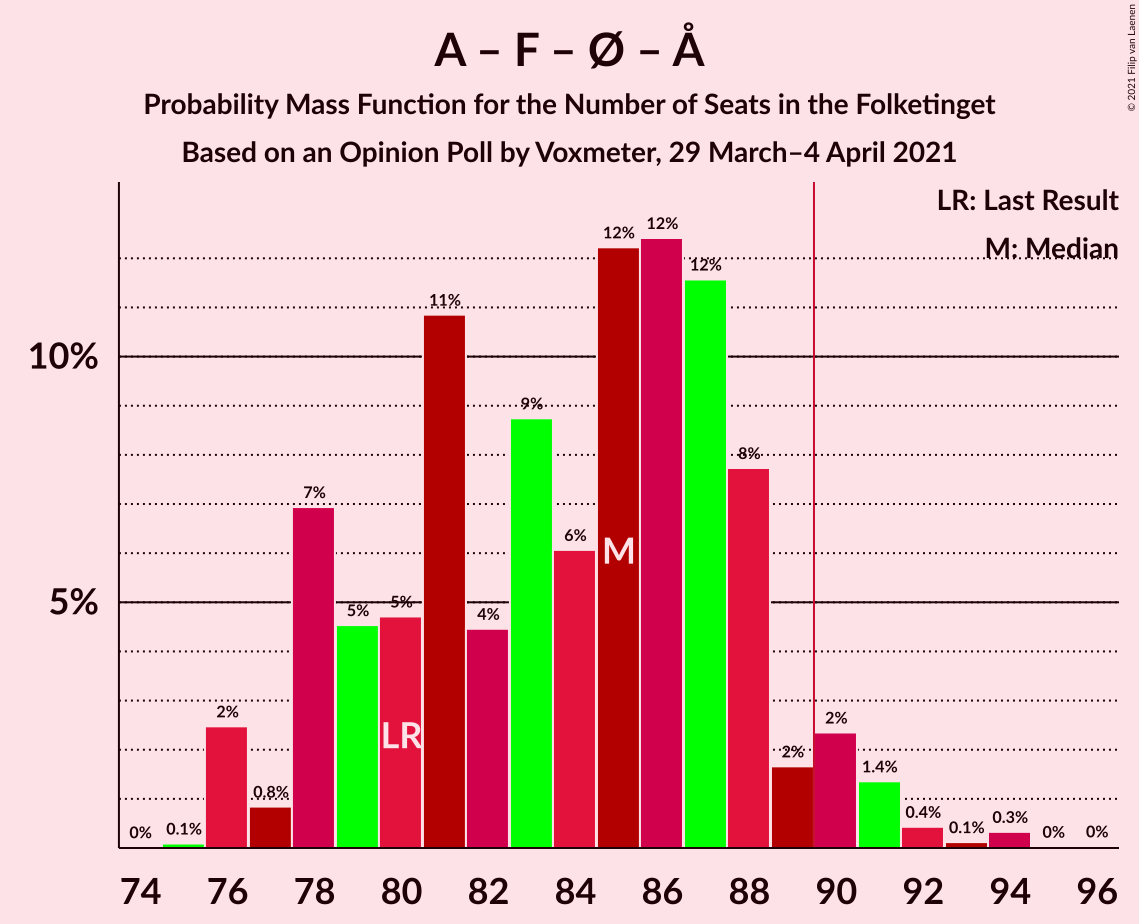 A – F – Ø – Å
Probability Mass Function for the Number of Seats in the Folketinget
Based on an Opinion Poll by Voxmeter, 29 March–4 April 2021
© 2021 Filip van Laenen
LR: Last Result
M: Median
10%
5%
0%
0.1%
2%
0.8%
7%
5%
5%
11%
4%
9%
6%
12%
12%
12%
8%
2%
2%
1.4%
0.4%
0.1%
0.3%
0%
0%
LR
M
74 76 78 80 82 84 86 88 90 92 94 96